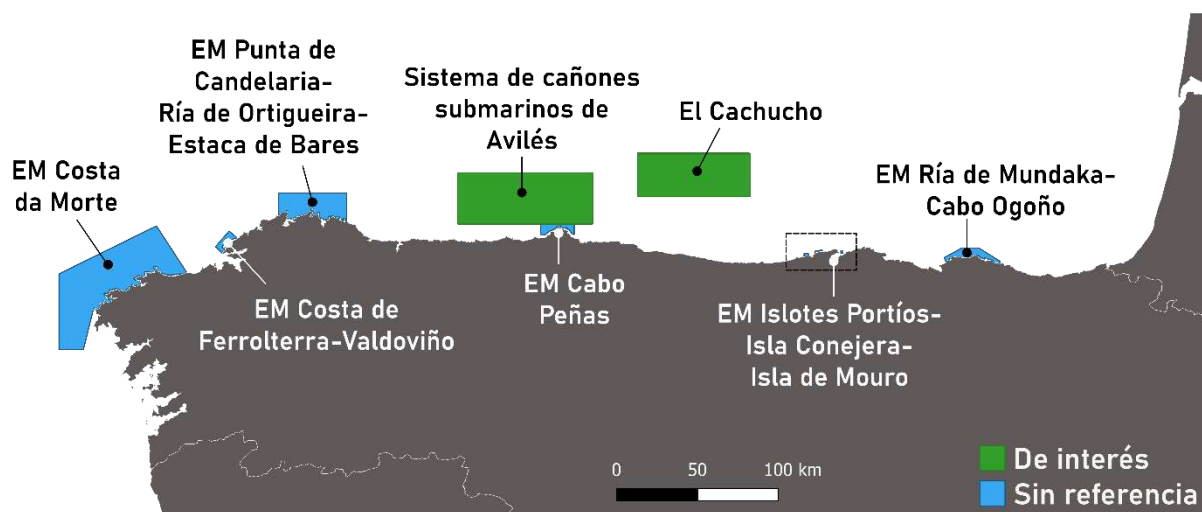 EM Punta de
Candelaria-
Ría de Ortigueira-
Estaca de Bares
Sistema de cañones
submarinos de
Avilés
El Cachucho
EM Costa
da Morte
EM Ría de Mundaka-
Cabo Ogoño
EM Costa de
Ferrolterra-Valdoviño
EM Cabo
Peñas
EM Islotes Portíos-
Isla Conejera-
Isla de Mouro
De interés
Sin referencia
0 50 100 km